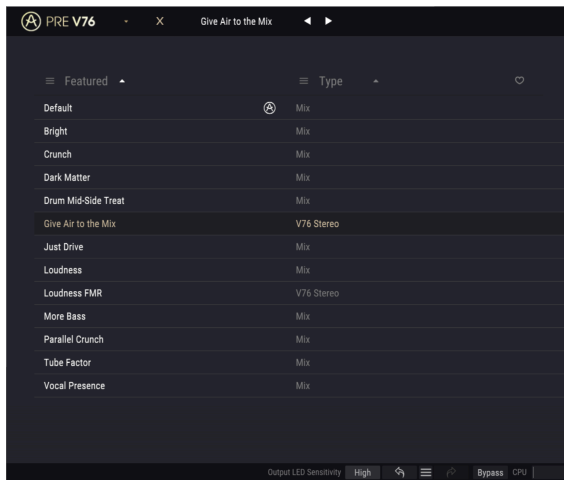 PRE V76 X Give Air to the Mix
Featured Type
Default Mix
Bright Mix
Crunch Mix
Dark Matter Mix
Drum Mid-Side Treat Mix
Give Air to the Mix V76 Stereo
Just Drive Mix
Loudness Mix
Loudness FMR V76 Stereo
More Bass Mix
Parallel Crunch Mix
Tube Factor Mix
Vocal Presence Mix
Output LED Sensitivity High Bypass CPU